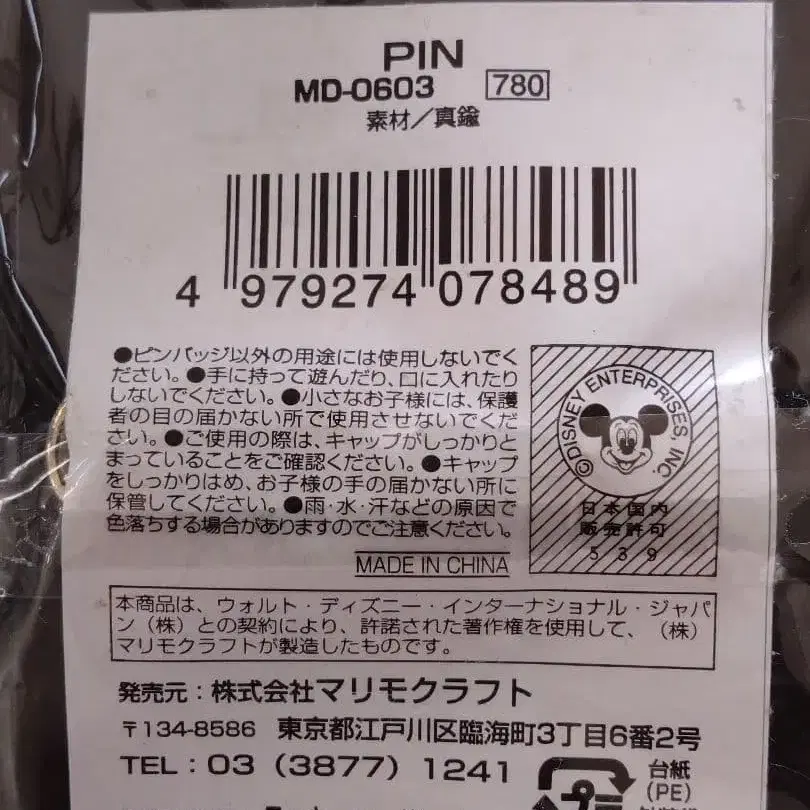 PIN
MD-0603 780
素材／真鍮
4 979274 078489
●ピンバッジ以外の用途には使用しないでく
ださい。●手に持って遊んだり、口に入れたり
しないでください。●小さなお子様には、保護
者の目の届かない所で使用させないでくだ
さい。●ご使用の際は、キャップがしっかりと
まっていることをご確認ください。●キャップ
をしっかりはめ、お子様の手の届かない所に
保管してください。●雨・水・汗などの原因で
色落ちする場合がありますのでご注意ください。
©DISNEY ENTERPRISES, INC.
日本国内
販売許可
539
MADE IN CHINA
本商品は、ウォルト・ディズニー・インターナショナル・ジャパ
ン（株）との契約により、許諾された著作権を使用して、（株）
マリモクラフトが製造したものです。
発売元：株式会社マリモクラフト
〒134-8586 東京都江戸川区臨海町3丁目6番2号
TEL：03（3877）1241
台紙
(PE)